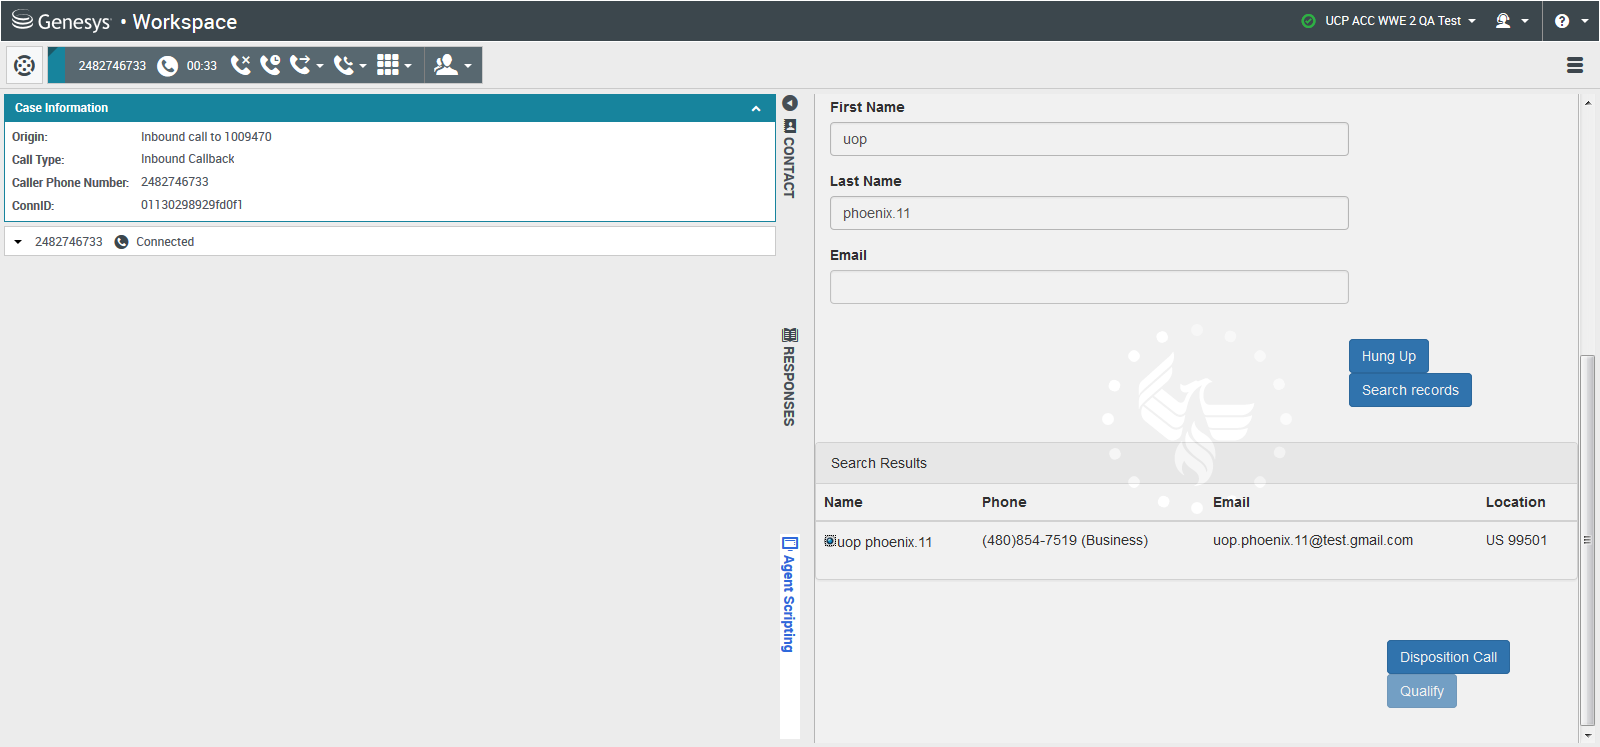 Genesys • Workspace
UCP ACC WWE 2 QA Test
2482746733 00:33
Case Information
Origin: Inbound call to 1009470
Call Type: Inbound Callback
Caller Phone Number: 2482746733
ConnID: 01130298929fd0f1
2482746733 Connected
CONTACT
RESPONSES
Agent Scripting
First Name
uop
Last Name
phoenix.11
Email
Hung Up
Search records
Search Results
Name Phone Email Location
uop phoenix.11 (480)854-7519 (Business) uop.phoenix.11@test.gmail.com US 99501
Disposition Call
Qualify